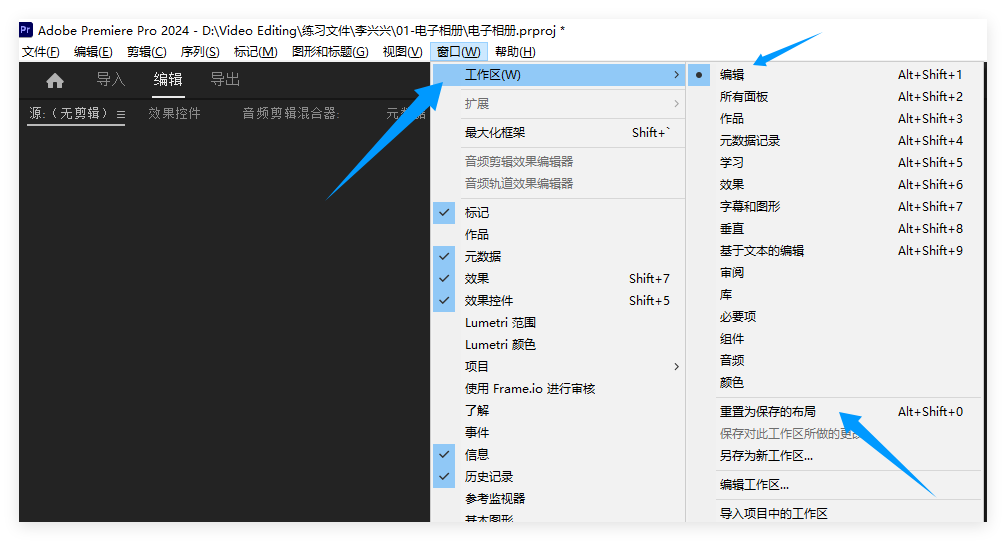 Pr Adobe Premiere Pro 2024 - D:\Video Editing\练习文件\李兴兴\01-电子相册\电子相册.prproj *
文件(F) 编辑(E) 剪辑(C) 序列(S) 标记(M) 图形和标题(G) 视图(V) 窗口(W) 帮助(H)
导入 编辑 导出
源:(无剪辑) 效果控件 音频剪辑混合器: 元数据
工作区(W)
扩展
最大化框架 Shift+`
音频剪辑效果编辑器
音频轨道效果编辑器
标记
作品
元数据
效果 Shift+7
效果控件 Shift+5
Lumetri 范围
Lumetri 颜色
项目
使用 Frame.io 进行审核
了解
事件
信息
历史记录
参考监视器
基本图形
编辑 Alt+Shift+1
所有面板 Alt+Shift+2
作品 Alt+Shift+3
元数据记录 Alt+Shift+4
学习 Alt+Shift+5
效果 Alt+Shift+6
字幕和图形 Alt+Shift+7
垂直 Alt+Shift+8
基于文本的编辑 Alt+Shift+9
审阅
库
必要项
组件
音频
颜色
重置为保存的布局 Alt+Shift+0
保存对此工作区所做的更改
另存为新工作区...
编辑工作区...
导入项目中的工作区